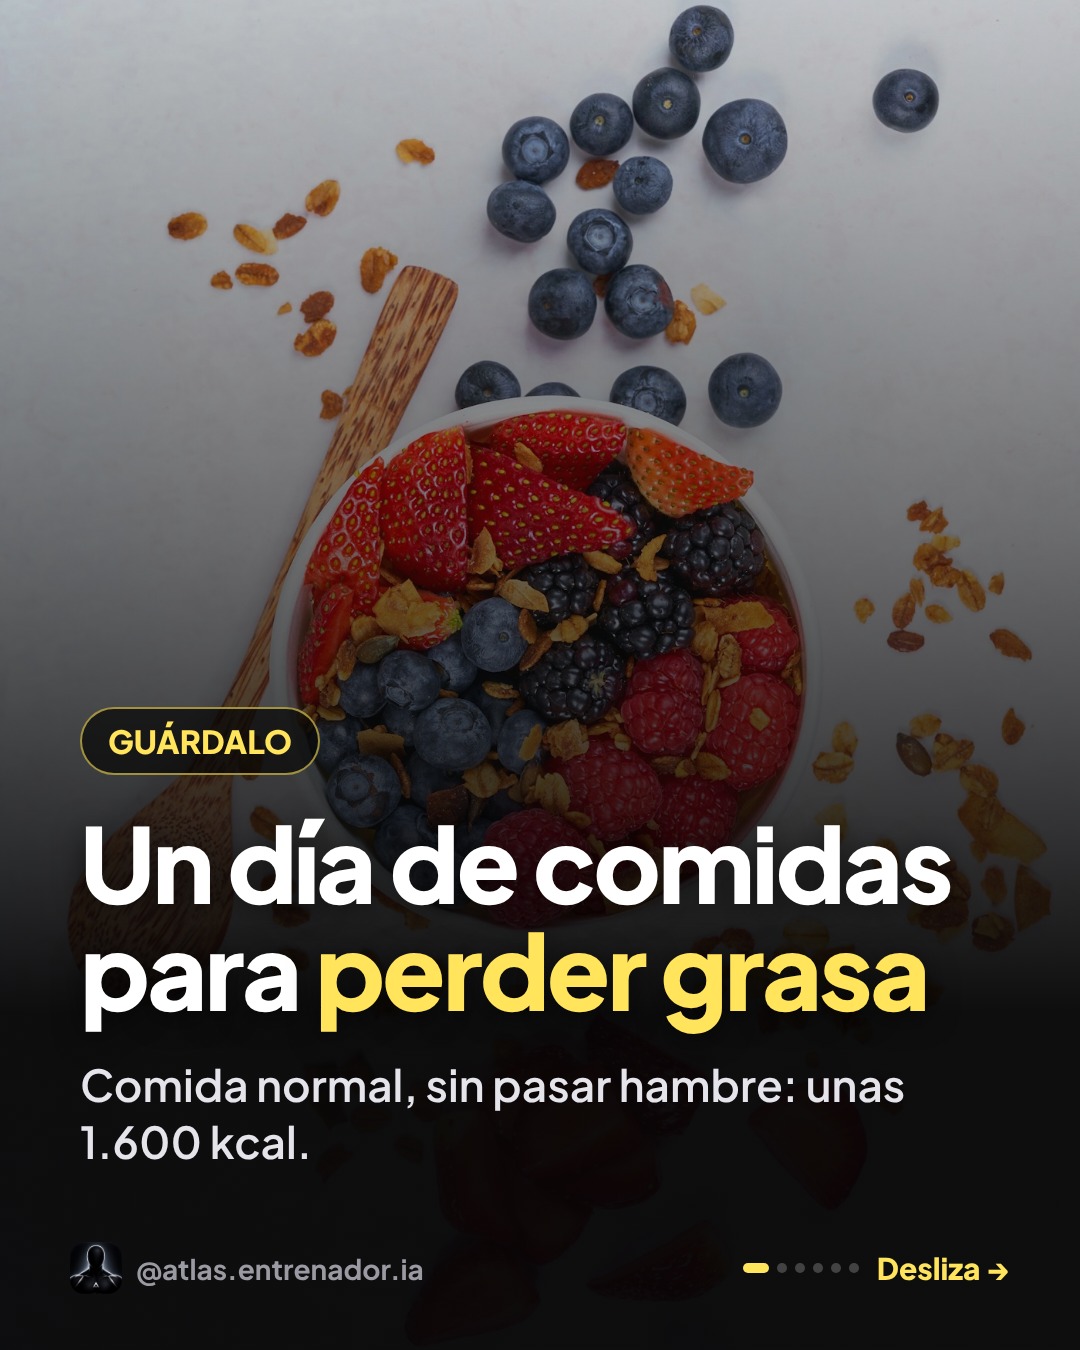 GUÁRDALO
Un día de comidas
para perder grasa
Comida normal, sin pasar hambre: unas
1.600 kcal.
@atlas.entrenador.ia
Desliza →